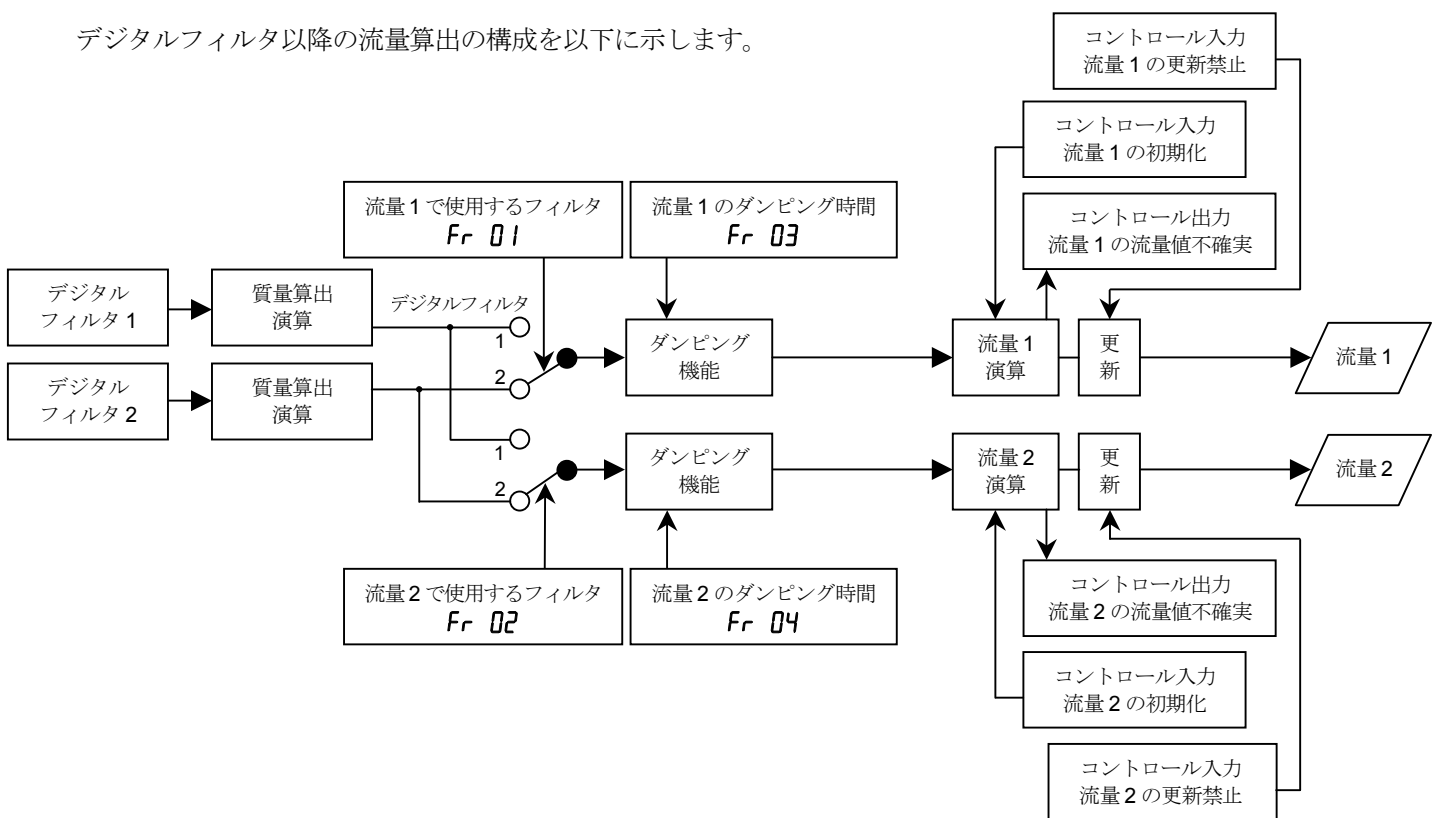 デジタルフィルタ以降の流量算出の構成を以下に示します。
コントロール入力
流量1の更新禁止
コントロール入力
流量1の初期化
流量1で使用するフィルタ
Fr 01
流量1のダンピング時間
Fr 03
コントロール出力
流量1の流量値不確実
デジタル
フィルタ1
質量算出
演算
デジタルフィルタ
1
2
ダンピング
機能
流量1
演算
更
新
流量1
デジタル
フィルタ2
質量算出
演算
1
2
ダンピング
機能
流量2
演算
更
新
流量2
流量2で使用するフィルタ
Fr 02
流量2のダンピング時間
Fr 04
コントロール出力
流量2の流量値不確実
コントロール入力
流量2の初期化
コントロール入力
流量2の更新禁止